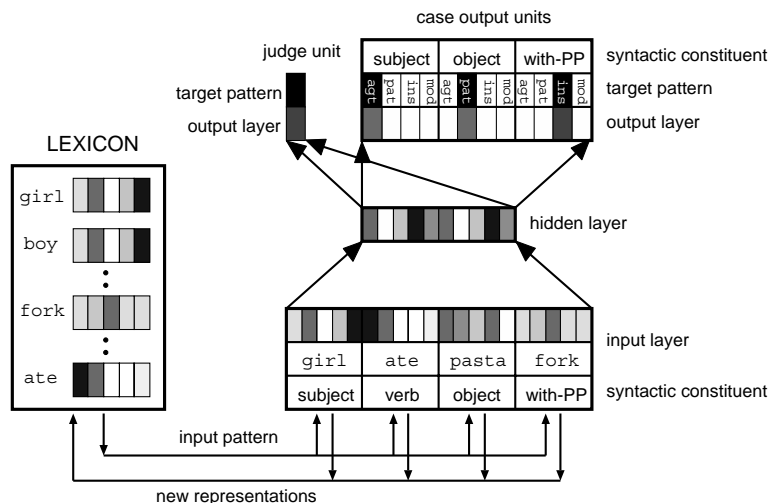 case output units
judge unit
subject object with-PP syntactic constituent
target pattern agt pat ins mod agt pat ins mod agt pat ins mod target pattern
output layer output layer
LEXICON
girl
boy
hidden layer
fork
ate
input layer
girl ate pasta fork
subject verb object with-PP syntactic constituent
input pattern
new representations